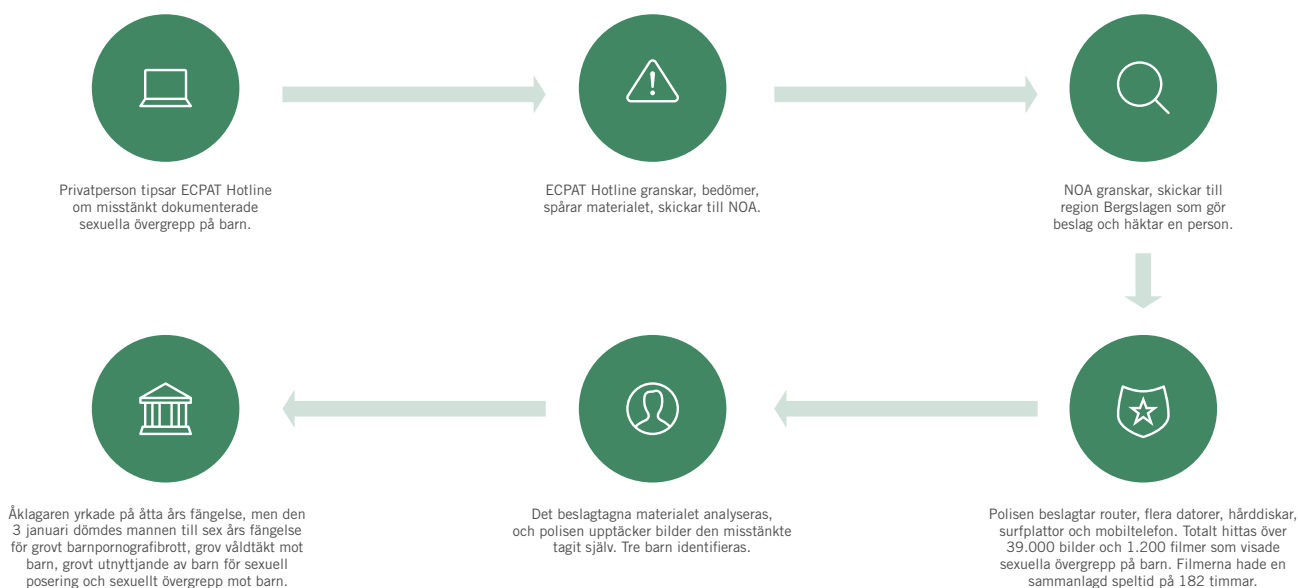 Privatperson tipsar ECPAT Hotline
om misstänkt dokumenterade
sexuella övergrepp på barn.
ECPAT Hotline granskar, bedömer,
spårar materialet, skickar till NOA.
NOA granskar, skickar till
region Bergslagen som gör
beslag och häktar en person.
Polisen beslagtar router, flera datorer, hårddiskar,
surfplattor och mobiltelefon. Totalt hittas över
39.000 bilder och 1.200 filmer som visade
sexuella övergrepp på barn. Filmerna hade en
sammanlagd speltid på 182 timmar.
Det beslagtagna materialet analyseras,
och polisen upptäcker bilder den misstänkte
tagit själv. Tre barn identifieras.
Åklagaren yrkade på åtta års fängelse, men den
3 januari dömdes mannen till sex års fängelse
för grovt barnpornografibrott, grov våldtäkt mot
barn, grovt utnyttjande av barn för sexuell
posering och sexuellt övergrepp mot barn.